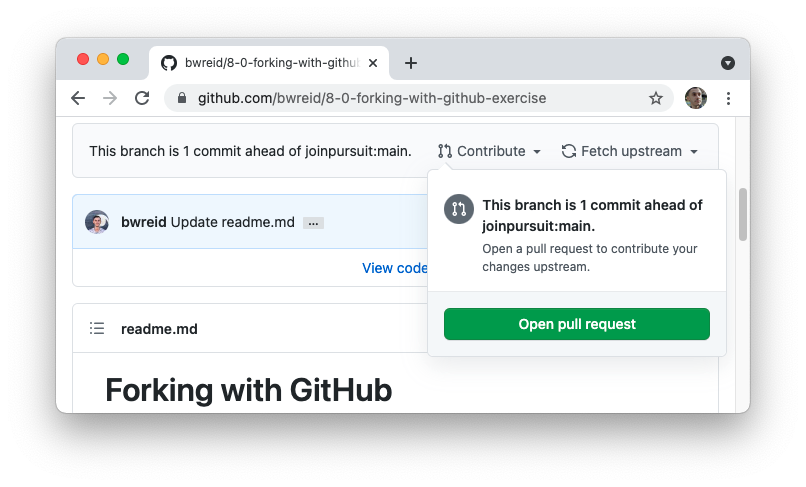 bwreid/8-0-forking-with-github
github.com/bwreid/8-0-forking-with-github-exercise
This branch is 1 commit ahead of joinpursuit:main. Contribute Fetch upstream
This branch is 1 commit ahead of
joinpursuit:main.
Open a pull request to contribute your
changes upstream.
Open pull request
bwreid Update readme.md ...
View code
readme.md
Forking with GitHub